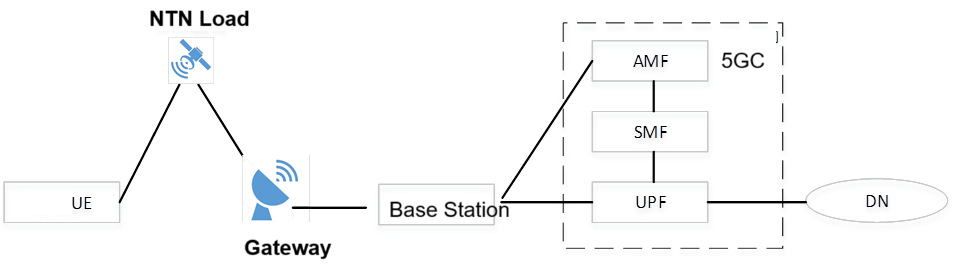 NTN Load
AMF
5GC
SMF
UE
Base Station
UPF
DN
Gateway